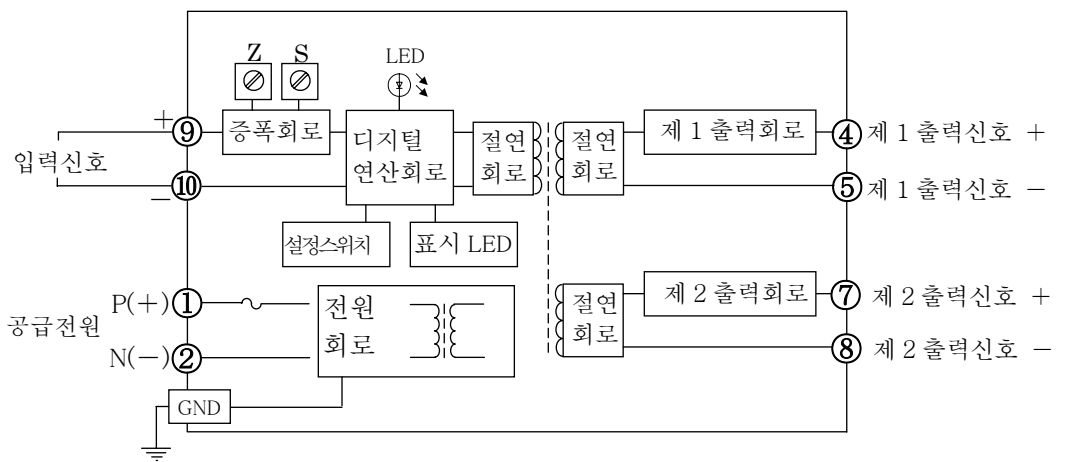 Z
S
LED
+
⑨
증폭회로
디지털
연산회로
절연
회로
절연
회로
제 1 출력회로
④
제 1 출력신호 +
입력신호
⑩
−
⑤
제 1 출력신호 −
설정스위치
표시 LED
P(+)
①
공급전원
N(−)
②
전원
회로
절연
회로
제 2 출력회로
⑦
제 2 출력신호 +
⑧
제 2 출력신호 −
GND